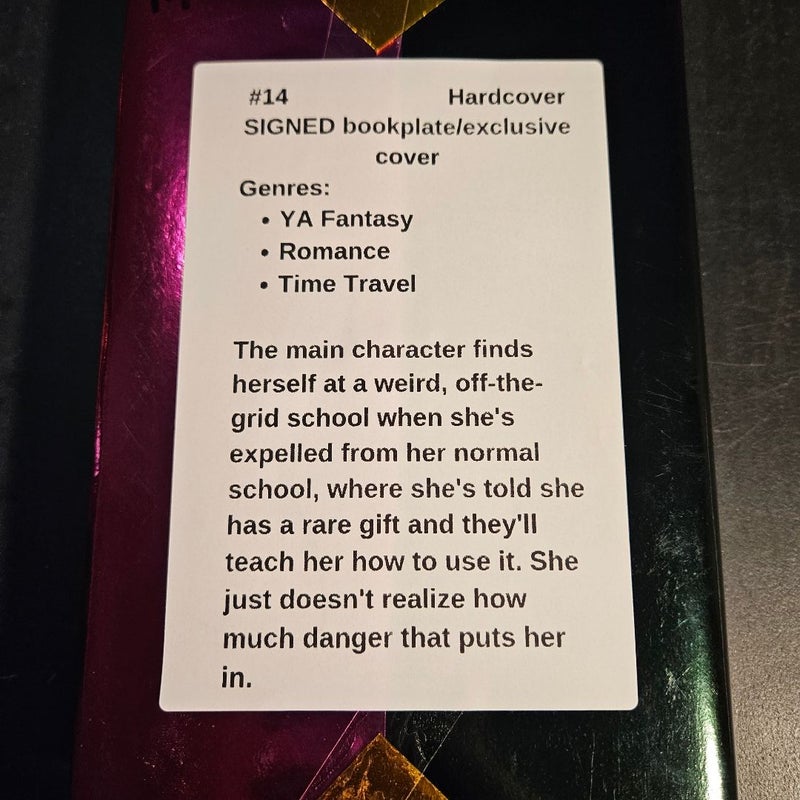 #14 Hardcover
SIGNED bookplate/exclusive
cover
Genres:
• YA Fantasy
• Romance
• Time Travel
The main character finds
herself at a weird, off-the-
grid school when she's
expelled from her normal
school, where she's told she
has a rare gift and they'll
teach her how to use it. She
just doesn't realize how
much danger that puts her
in.